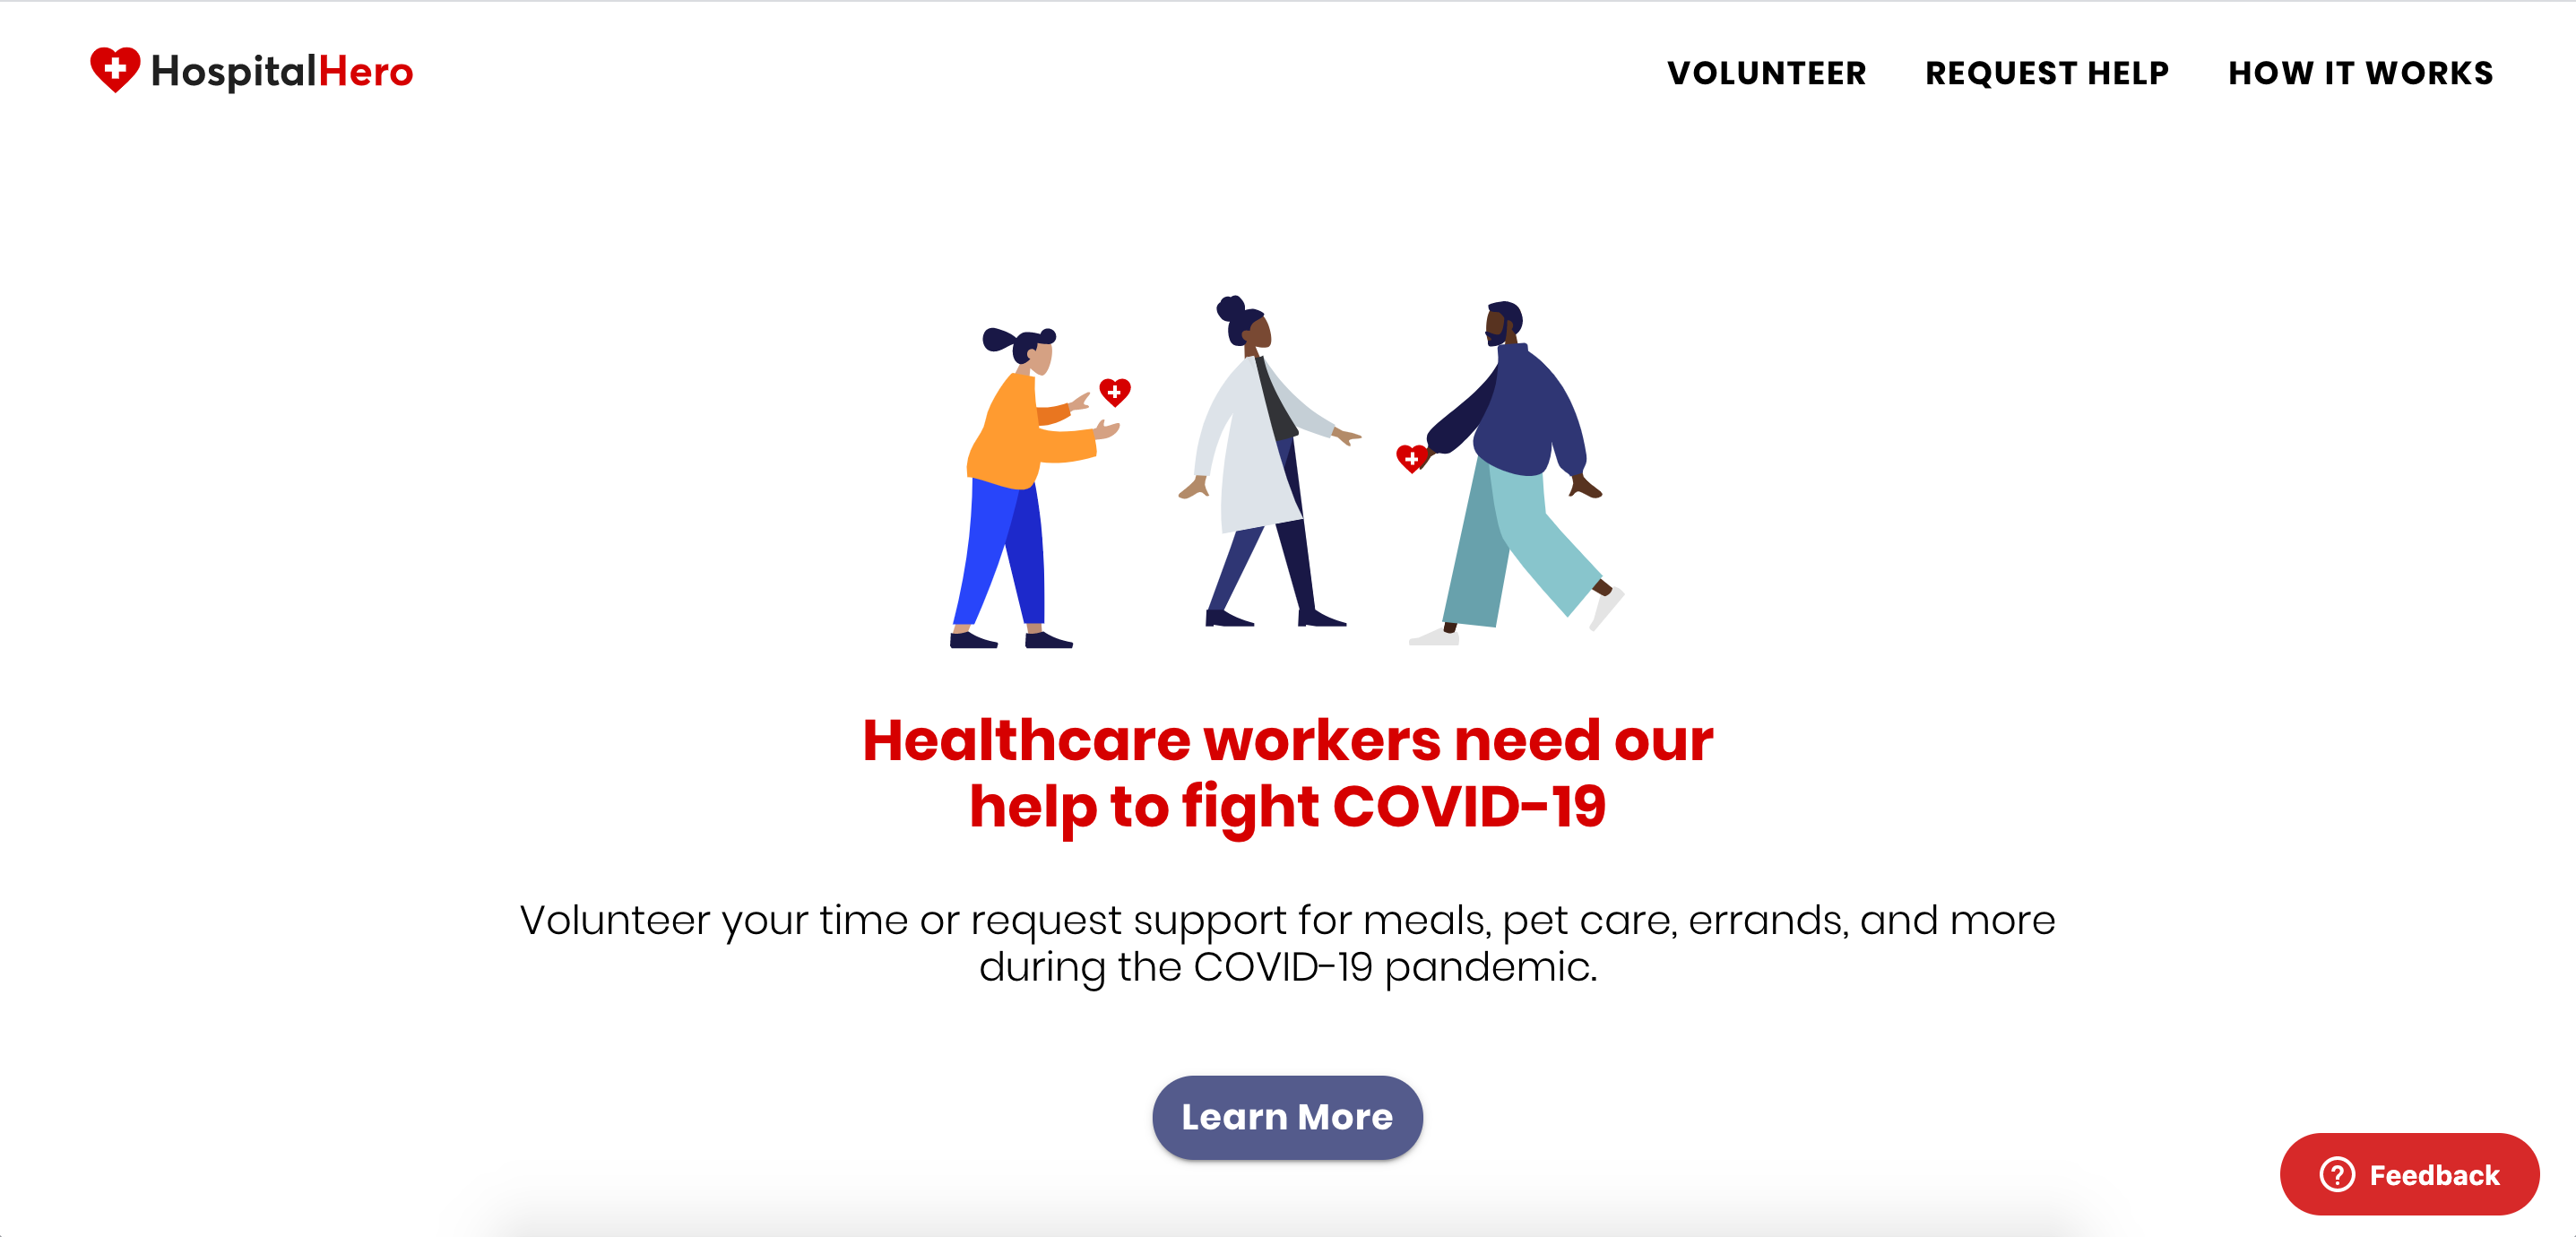 HospitalHero
VOLUNTEER REQUEST HELP HOW IT WORKS
Healthcare workers need our
help to fight COVID-19
Volunteer your time or request support for meals, pet care, errands, and more
during the COVID-19 pandemic.
Learn More
Feedback